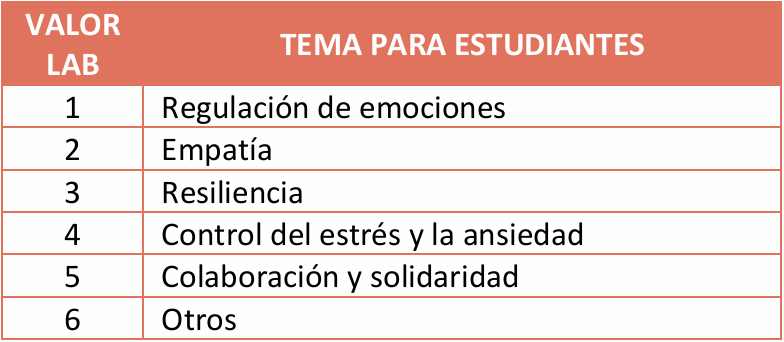 VALOR LAB TEMA PARA ESTUDIANTES
1 Regulación de emociones
2 Empatía
3 Resiliencia
4 Control del estrés y la ansiedad
5 Colaboración y solidaridad
6 Otros